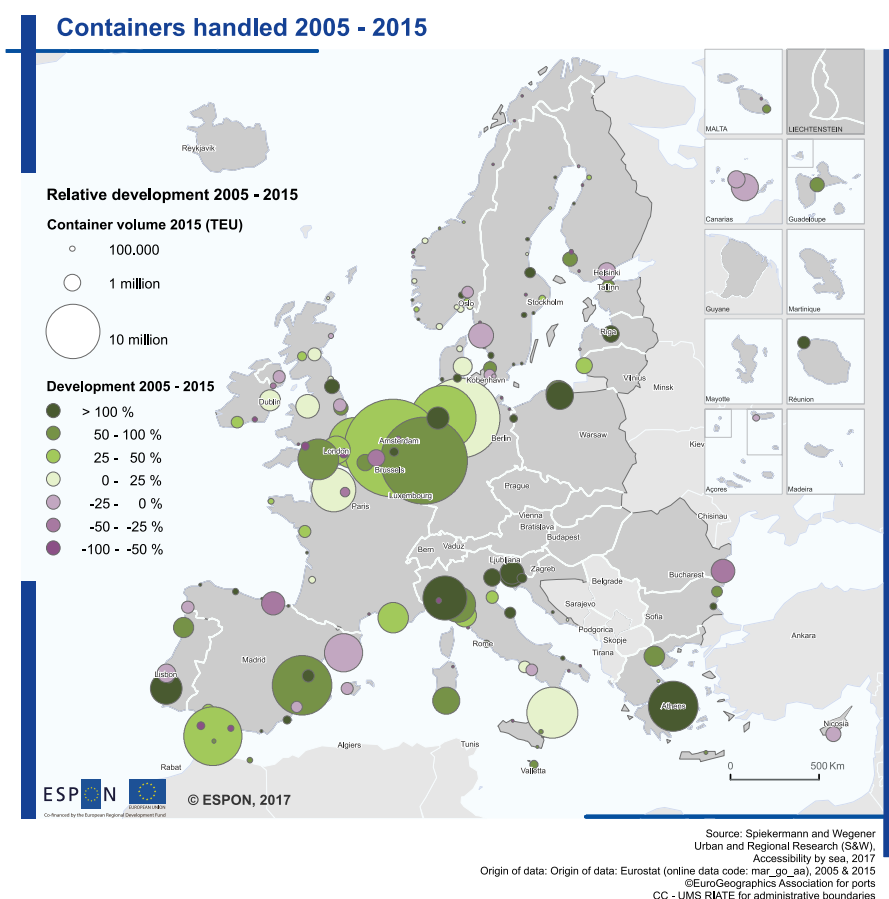 Containers handled 2005 - 2015
MALTA
LIECHTENSTEIN
Reykjavik
Relative development 2005 - 2015
Container volume 2015 (TEU)
100.000
1 million
10 million
Development 2005 - 2015
> 100 %
50 - 100 %
25 - 50 %
0 - 25 %
-25 - 0 %
-50 - -25 %
-100 - -50 %
Canarias
Guadeloupe
Guyane
Martinique
Mayotte
Réunion
Açores
Madeira
Helsinki
Tallinn
Oslo
Stockholm
Riga
Vilnius
Minsk
København
Dublin
Berlin
Warsaw
Kiev
Amsterdam
London
Brussels
Luxembourg
Paris
Prague
Chisinau
Vienna
Bratislava
Budapest
Bern
Vaduz
Ljubljana
Zagreb
Bucharest
Belgrade
Sarajevo
Sofia
Podgorica
Skopje
Tirana
Ankara
Rome
Madrid
Lisbon
Athens
Nicosia
Algiers
Tunis
Rabat
Valletta
0 500 Km
ESPON
EUROPEAN UNION
Co-financed by the European Regional Development Fund
© ESPON, 2017
Source: Spiekermann and Wegener
Urban and Regional Research (S&W),
Accessibility by sea, 2017
Origin of data: Origin of data: Eurostat (online data code: mar_go_aa), 2005 & 2015
©EuroGeographics Association for ports
CC - UMS RIATE for administrative boundaries